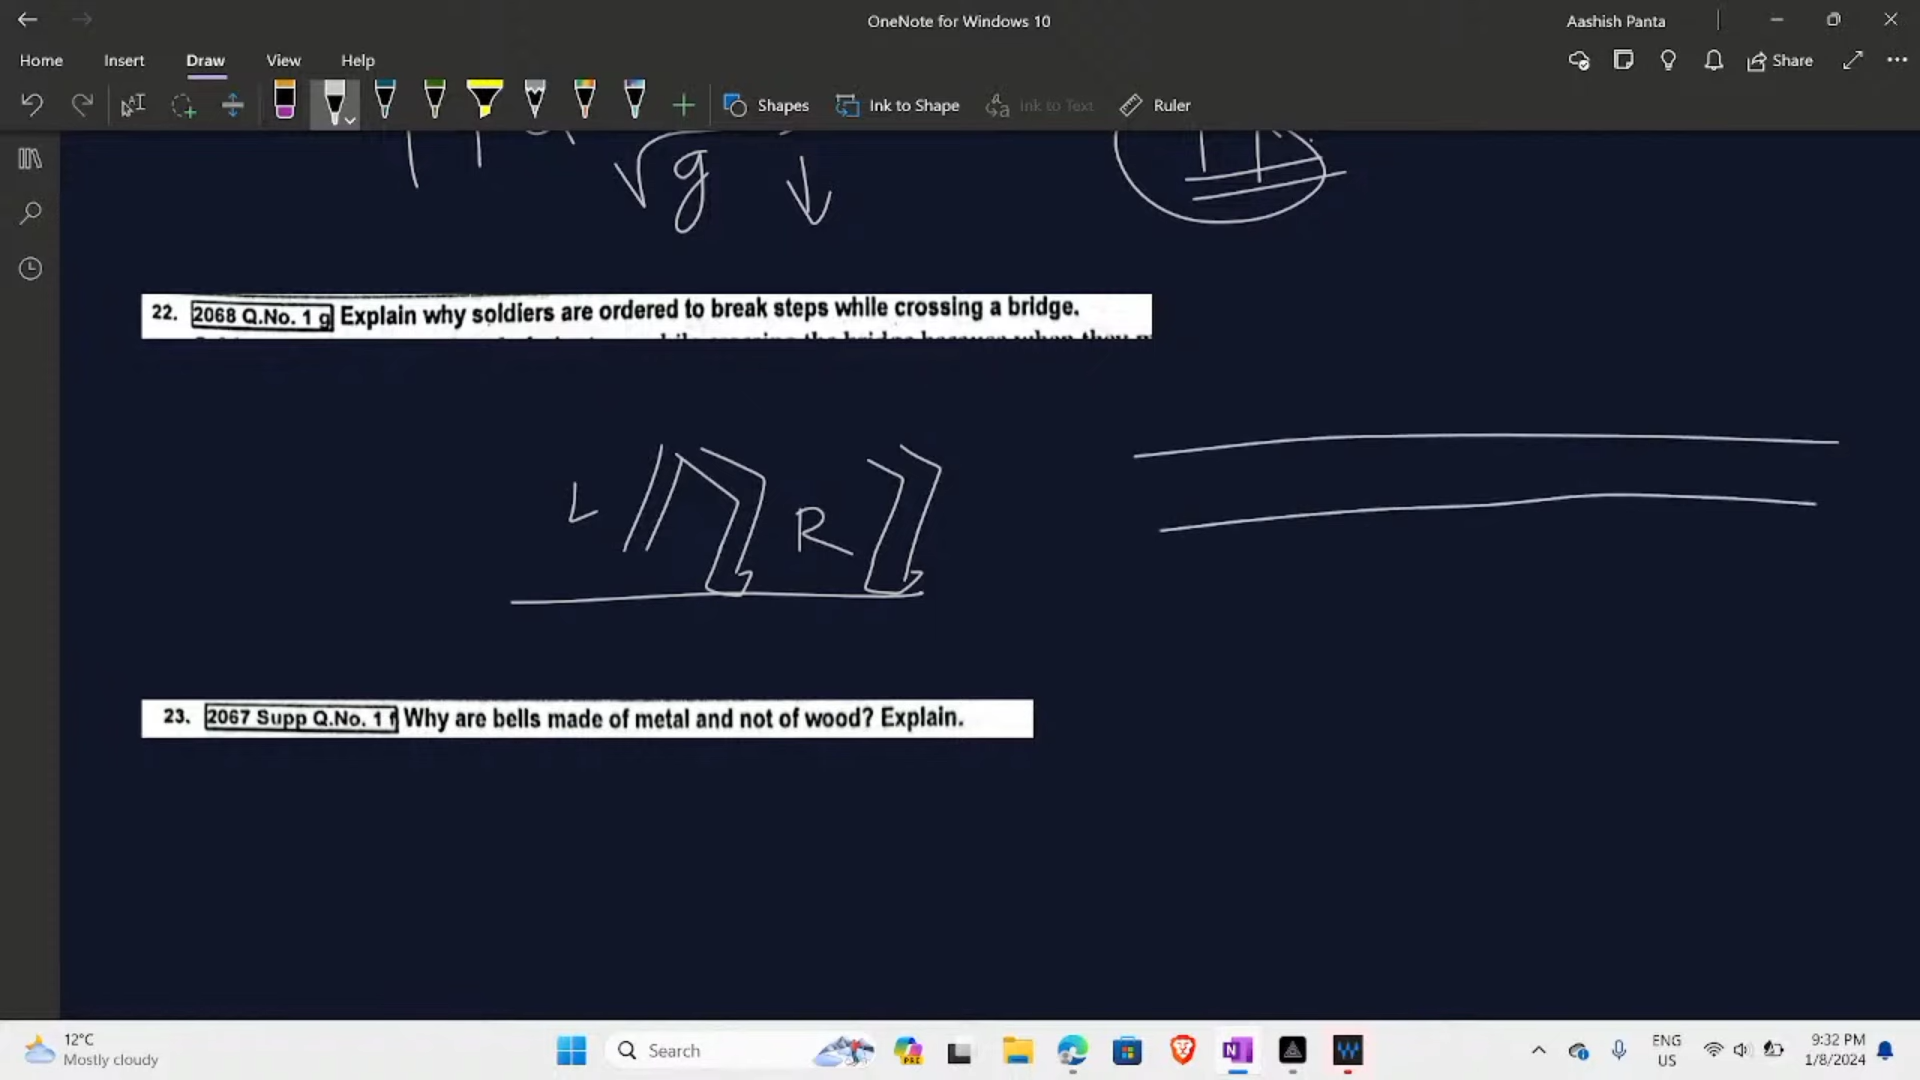 OneNote for Windows 10
Aashish Panta
Home
Insert
Draw
View
Help
Share
Shapes
Ink to Shape
Ink to Text
Ruler
√g ↓
22. 2068 Q.No. 1 g Explain why soldiers are ordered to break steps while crossing a bridge.
L
R
23. 2067 Supp Q.No. 1 f Why are bells made of metal and not of wood? Explain.
12°C
Mostly cloudy
Search
ENG
US
9:32 PM
1/8/2024